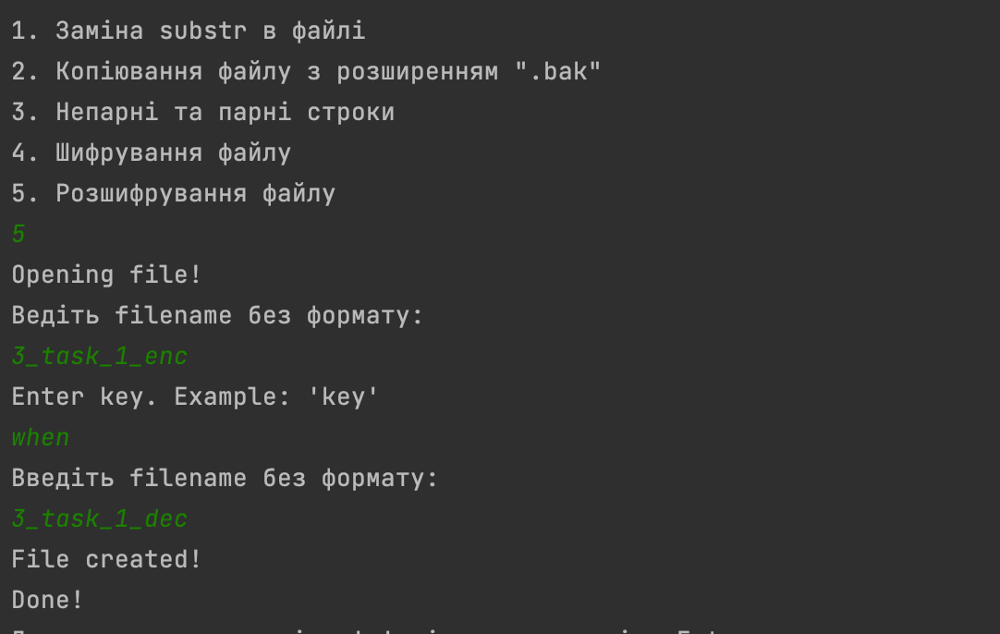 1. Заміна substr в файлі
2. Копіювання файлу з розширенням ".bak"
3. Непарні та парні строки
4. Шифрування файлу
5. Розшифрування файлу
5
Opening file!
Ведіть filename без формату:
3_task_1_enc
Enter key. Example: 'key'
when
Введіть filename без формату:
3_task_1_dec
File created!
Done!